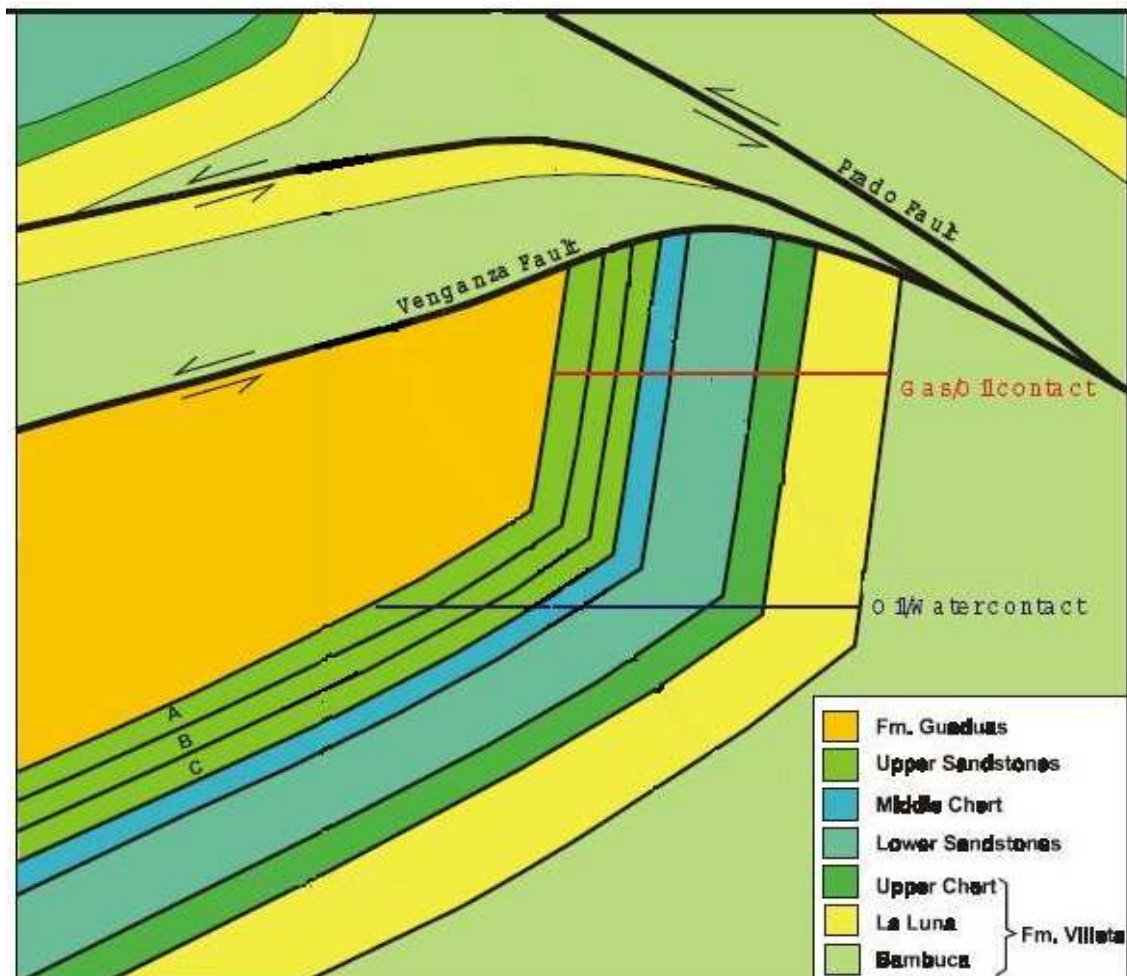 Prado Fault
Venganza Fault
Gas/Oil contact
Oil/Water contact
A
B
C
Fm. Guaduas
Upper Sandstones
Middle Chert
Lower Sandstones
Upper Chert
La Luna
Bambuca
Fm. Villeta